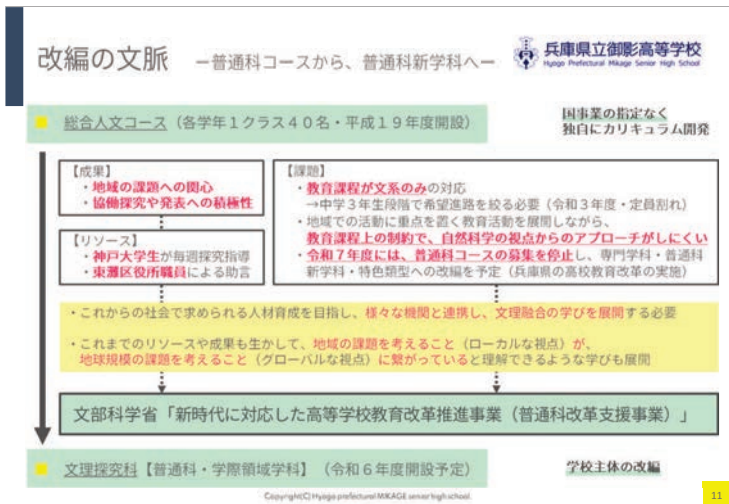 改編の文脈 ー普通科コースから、普通科新学科へー
兵庫県立御影高等学校
Hyogo Prefectural Mikage Senior High School
総合人文コース（各学年１クラス４０名・平成１９年度開設）
国事業の指定なく
独自にカリキュラム開発
【成果】
・地域の課題への関心
・協働探究や発表への積極性
【リソース】
・神戸大学生が毎週探究指導
・東灘区役所職員による助言
【課題】
・教育課程が文系のみの対応
→中学３年生段階で希望進路を絞る必要（令和３年度・定員割れ）
・地域での活動に重点を置く教育活動を展開しながら、
教育課程上の制約で、自然科学の視点からのアプローチがしにくい
・令和７年度には、普通科コースの募集を停止し、専門学科・普通科
新学科・特色類型への改編を予定（兵庫県の高校教育改革の実施）
・これからの社会で求められる人材育成を目指し、様々な機関と連携し、文理融合の学びを展開する必要
・これまでのリソースや成果も生かして、地域の課題を考えること（ローカルな視点）が、
地球規模の課題を考えること（グローバルな視点）に繋がっていると理解できるような学びも展開
文部科学省「新時代に対応した高等学校教育改革推進事業（普通科改革支援事業）」
文理探究科【普通科・学際領域学科】（令和６年度開設予定）
学校主体の改編
Copyright(C) Hyogo prefectural MIKAGE senior high school.
11